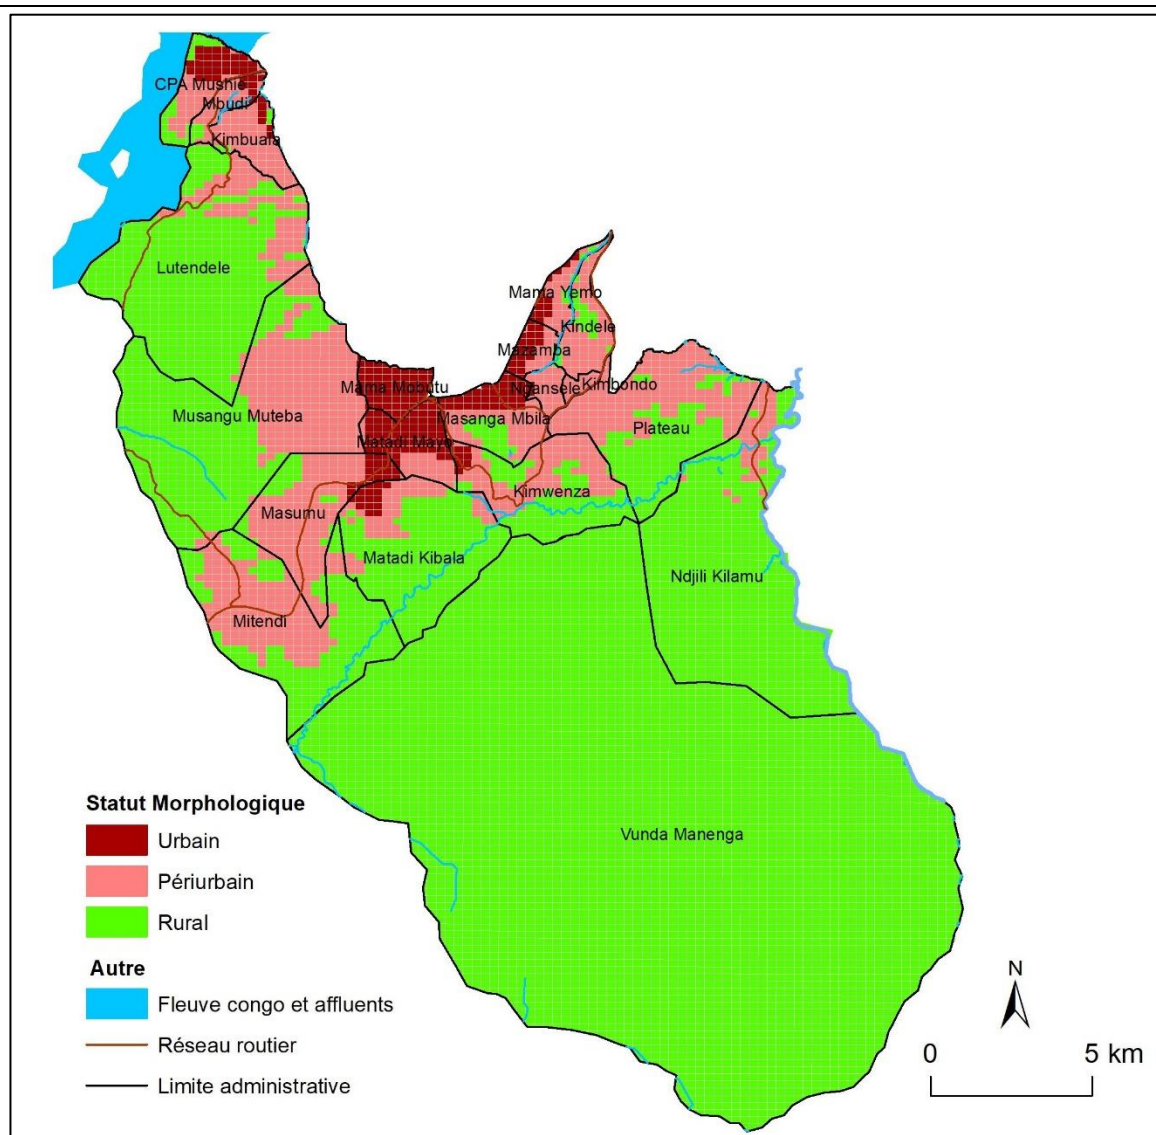 CPA Mushie
Mbudi
Kimbuala
Lutendele
Mama Yemo
Kindele
Mazamba
Mama Mobutu
Ngansele
Kimbondo
Musangu Muteba
Masanga Mbila
Plateau
Matadi Mayo
Kimwenza
Masumu
Matadi Kibala
Ndjili Kilamu
Mitendi
Vunda Manenga
Statut Morphologique
Urbain
Périurbain
Rural
Autre
Fleuve congo et affluents
Réseau routier
Limite administrative
N
0 5 km